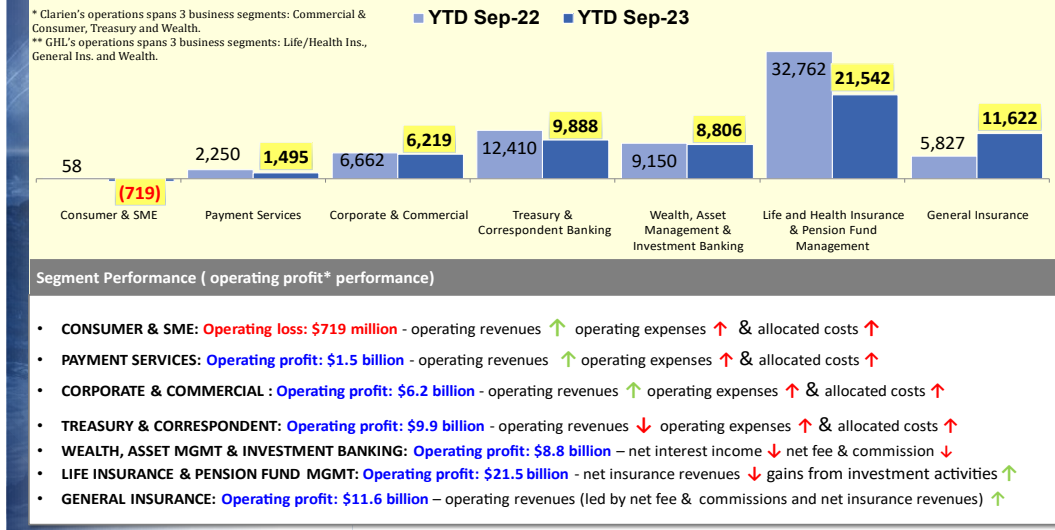 * Clarien's operations spans 3 business segments: Commercial &
Consumer, Treasury and Wealth.
** GHL's operations spans 3 business segments: Life/Health Ins.,
General Ins. and Wealth.
YTD Sep-22 YTD Sep-23
58
(719)
2,250
1,495
6,662
6,219
12,410
9,888
9,150
8,806
32,762
21,542
5,827
11,622
Consumer & SME
Payment Services
Corporate & Commercial
Treasury &
Correspondent Banking
Wealth, Asset
Management &
Investment Banking
Life and Health Insurance
& Pension Fund
Management
General Insurance
Segment Performance ( operating profit* performance)
• CONSUMER & SME: Operating loss: $719 million - operating revenues ↑ operating expenses ↑ & allocated costs ↑
• PAYMENT SERVICES: Operating profit: $1.5 billion - operating revenues ↑ operating expenses ↑ & allocated costs ↑
• CORPORATE & COMMERCIAL : Operating profit: $6.2 billion - operating revenues ↑ operating expenses ↑ & allocated costs ↑
• TREASURY & CORRESPONDENT: Operating profit: $9.9 billion - operating revenues ↓ operating expenses ↑ & allocated costs ↑
• WEALTH, ASSET MGMT & INVESTMENT BANKING: Operating profit: $8.8 billion – net interest income ↓ net fee & commission ↓
• LIFE INSURANCE & PENSION FUND MGMT: Operating profit: $21.5 billion - net insurance revenues ↓ gains from investment activities ↑
• GENERAL INSURANCE: Operating profit: $11.6 billion – operating revenues (led by net fee & commissions and net insurance revenues) ↑